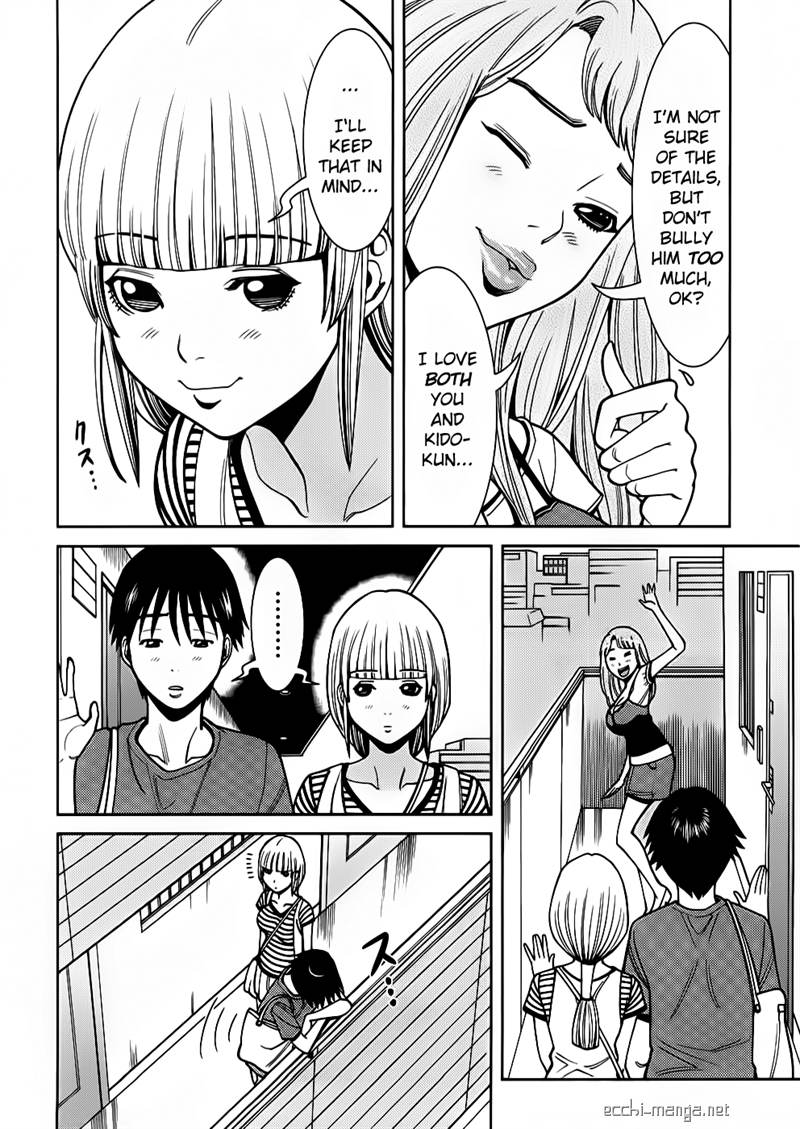 I'M NOT
SURE
OF THE
DETAILS,
BUT
DON'T
BULLY
HIM TOO
MUCH,
OK?
I LOVE
BOTH
YOU
AND
KIDO-
KUN...
...
I'LL
KEEP
THAT IN
MIND...
クス...
........
ス...
ecchi-manga.net